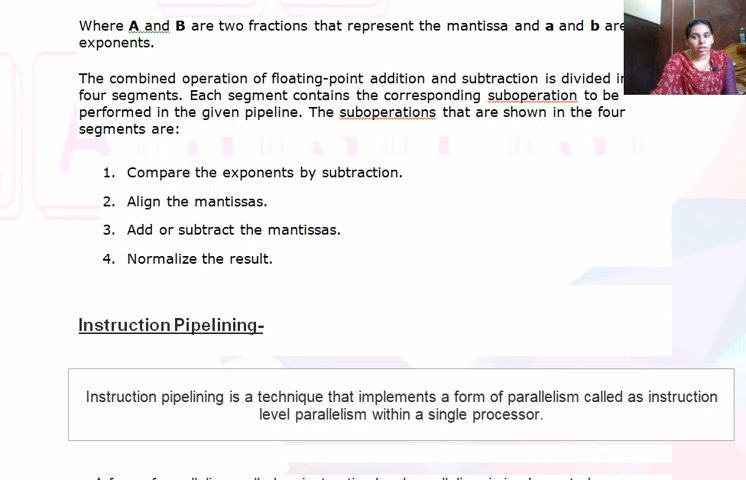 Where A and B are two fractions that represent the mantissa and a and b are
exponents.
The combined operation of floating-point addition and subtraction is divided
four segments. Each segment contains the corresponding suboperation to be
performed in the given pipeline. The suboperations that are shown in the four
segments are:
1. Compare the exponents by subtraction.
2. Align the mantissas.
3. Add or subtract the mantissas.
4. Normalize the result.
Instruction Pipelining-
Instruction pipelining is a technique that implements a form of parallelism called as instruction
level parallelism within a single processor.